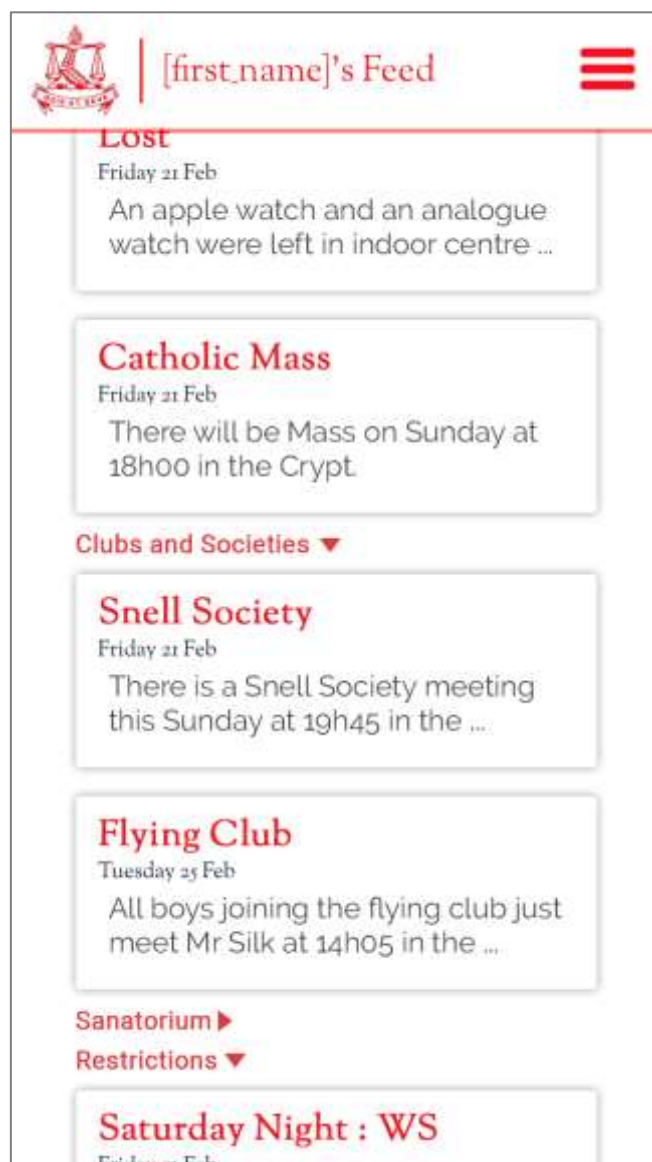 [first_name]'s Feed
Lost
Friday 21 Feb
An apple watch and an analogue
watch were left in indoor centre ...
Catholic Mass
Friday 21 Feb
There will be Mass on Sunday at
18h00 in the Crypt.
Clubs and Societies
Snell Society
Friday 21 Feb
There is a Snell Society meeting
this Sunday at 19h45 in the ...
Flying Club
Tuesday 25 Feb
All boys joining the flying club just
meet Mr Silk at 14h05 in the ...
Sanatorium
Restrictions
Saturday Night : WS
Friday 21 Feb